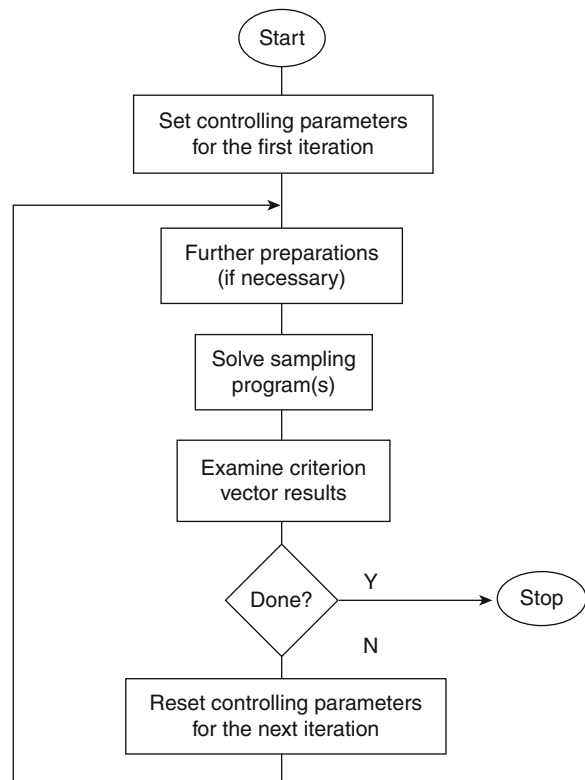 Start
Set controlling parameters
for the first iteration
Further preparations
(if necessary)
Solve sampling
program(s)
Examine criterion
vector results
Done?
Y
Stop
N
Reset controlling parameters
for the next iteration